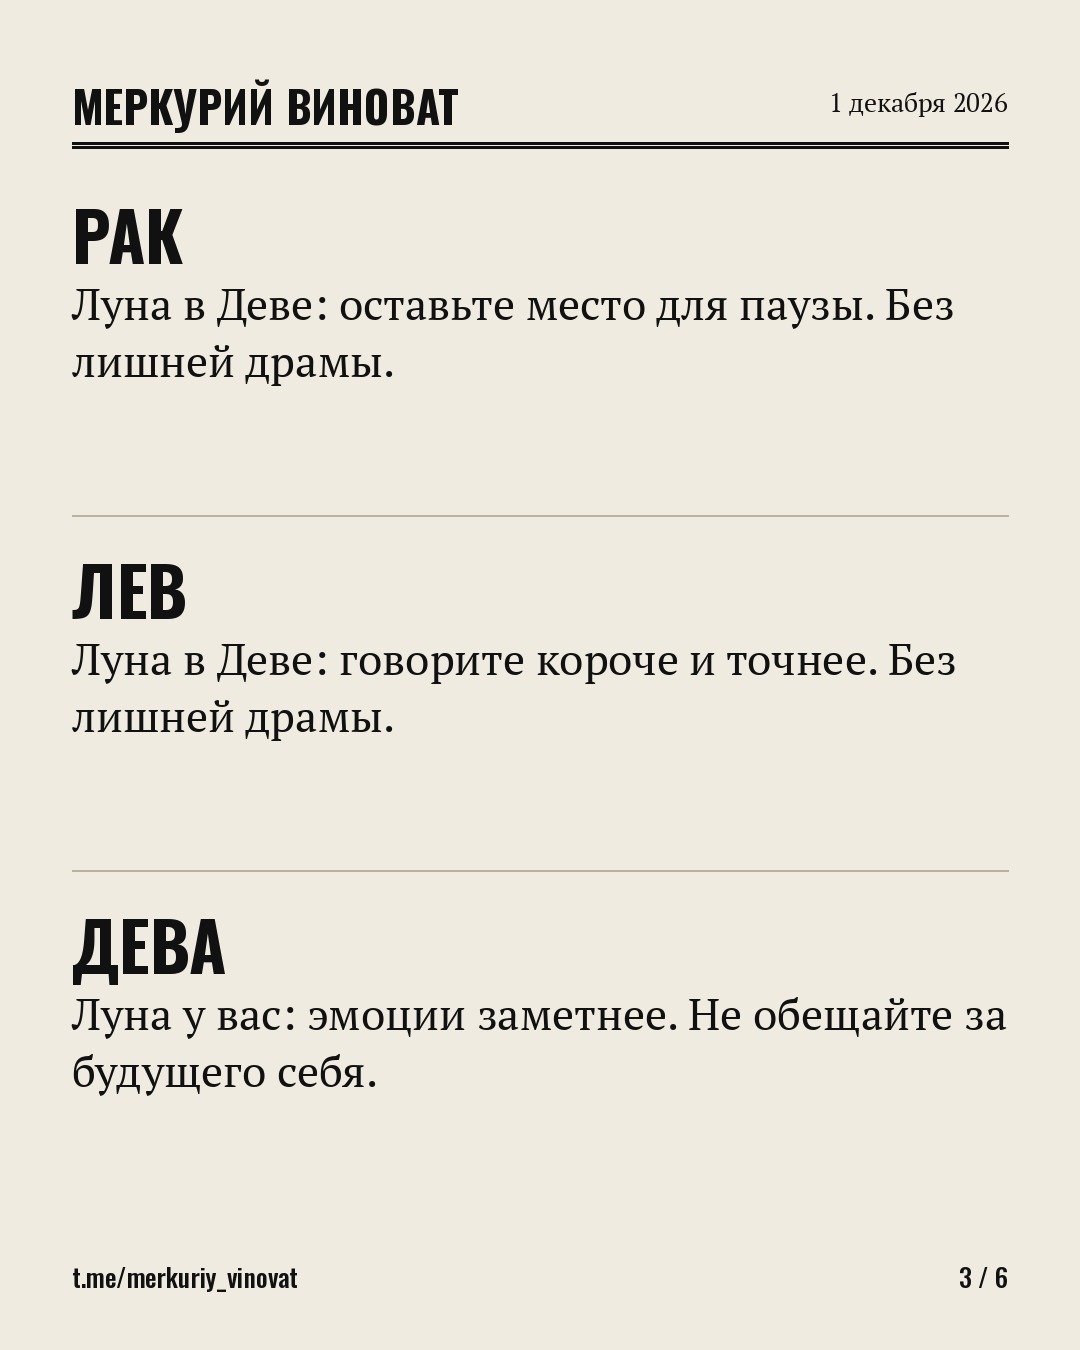 МЕРКУРИЙ ВИНОВАТ
1 декабря 2026
РАК
Луна в Деве: оставьте место для паузы. Без
лишней драмы.
ЛЕВ
Луна в Деве: говорите короче и точнее. Без
лишней драмы.
ДЕВА
Луна у вас: эмоции заметнее. Не обещайте за
будущего себя.
t.me/merkuriy_vinovat
3 / 6